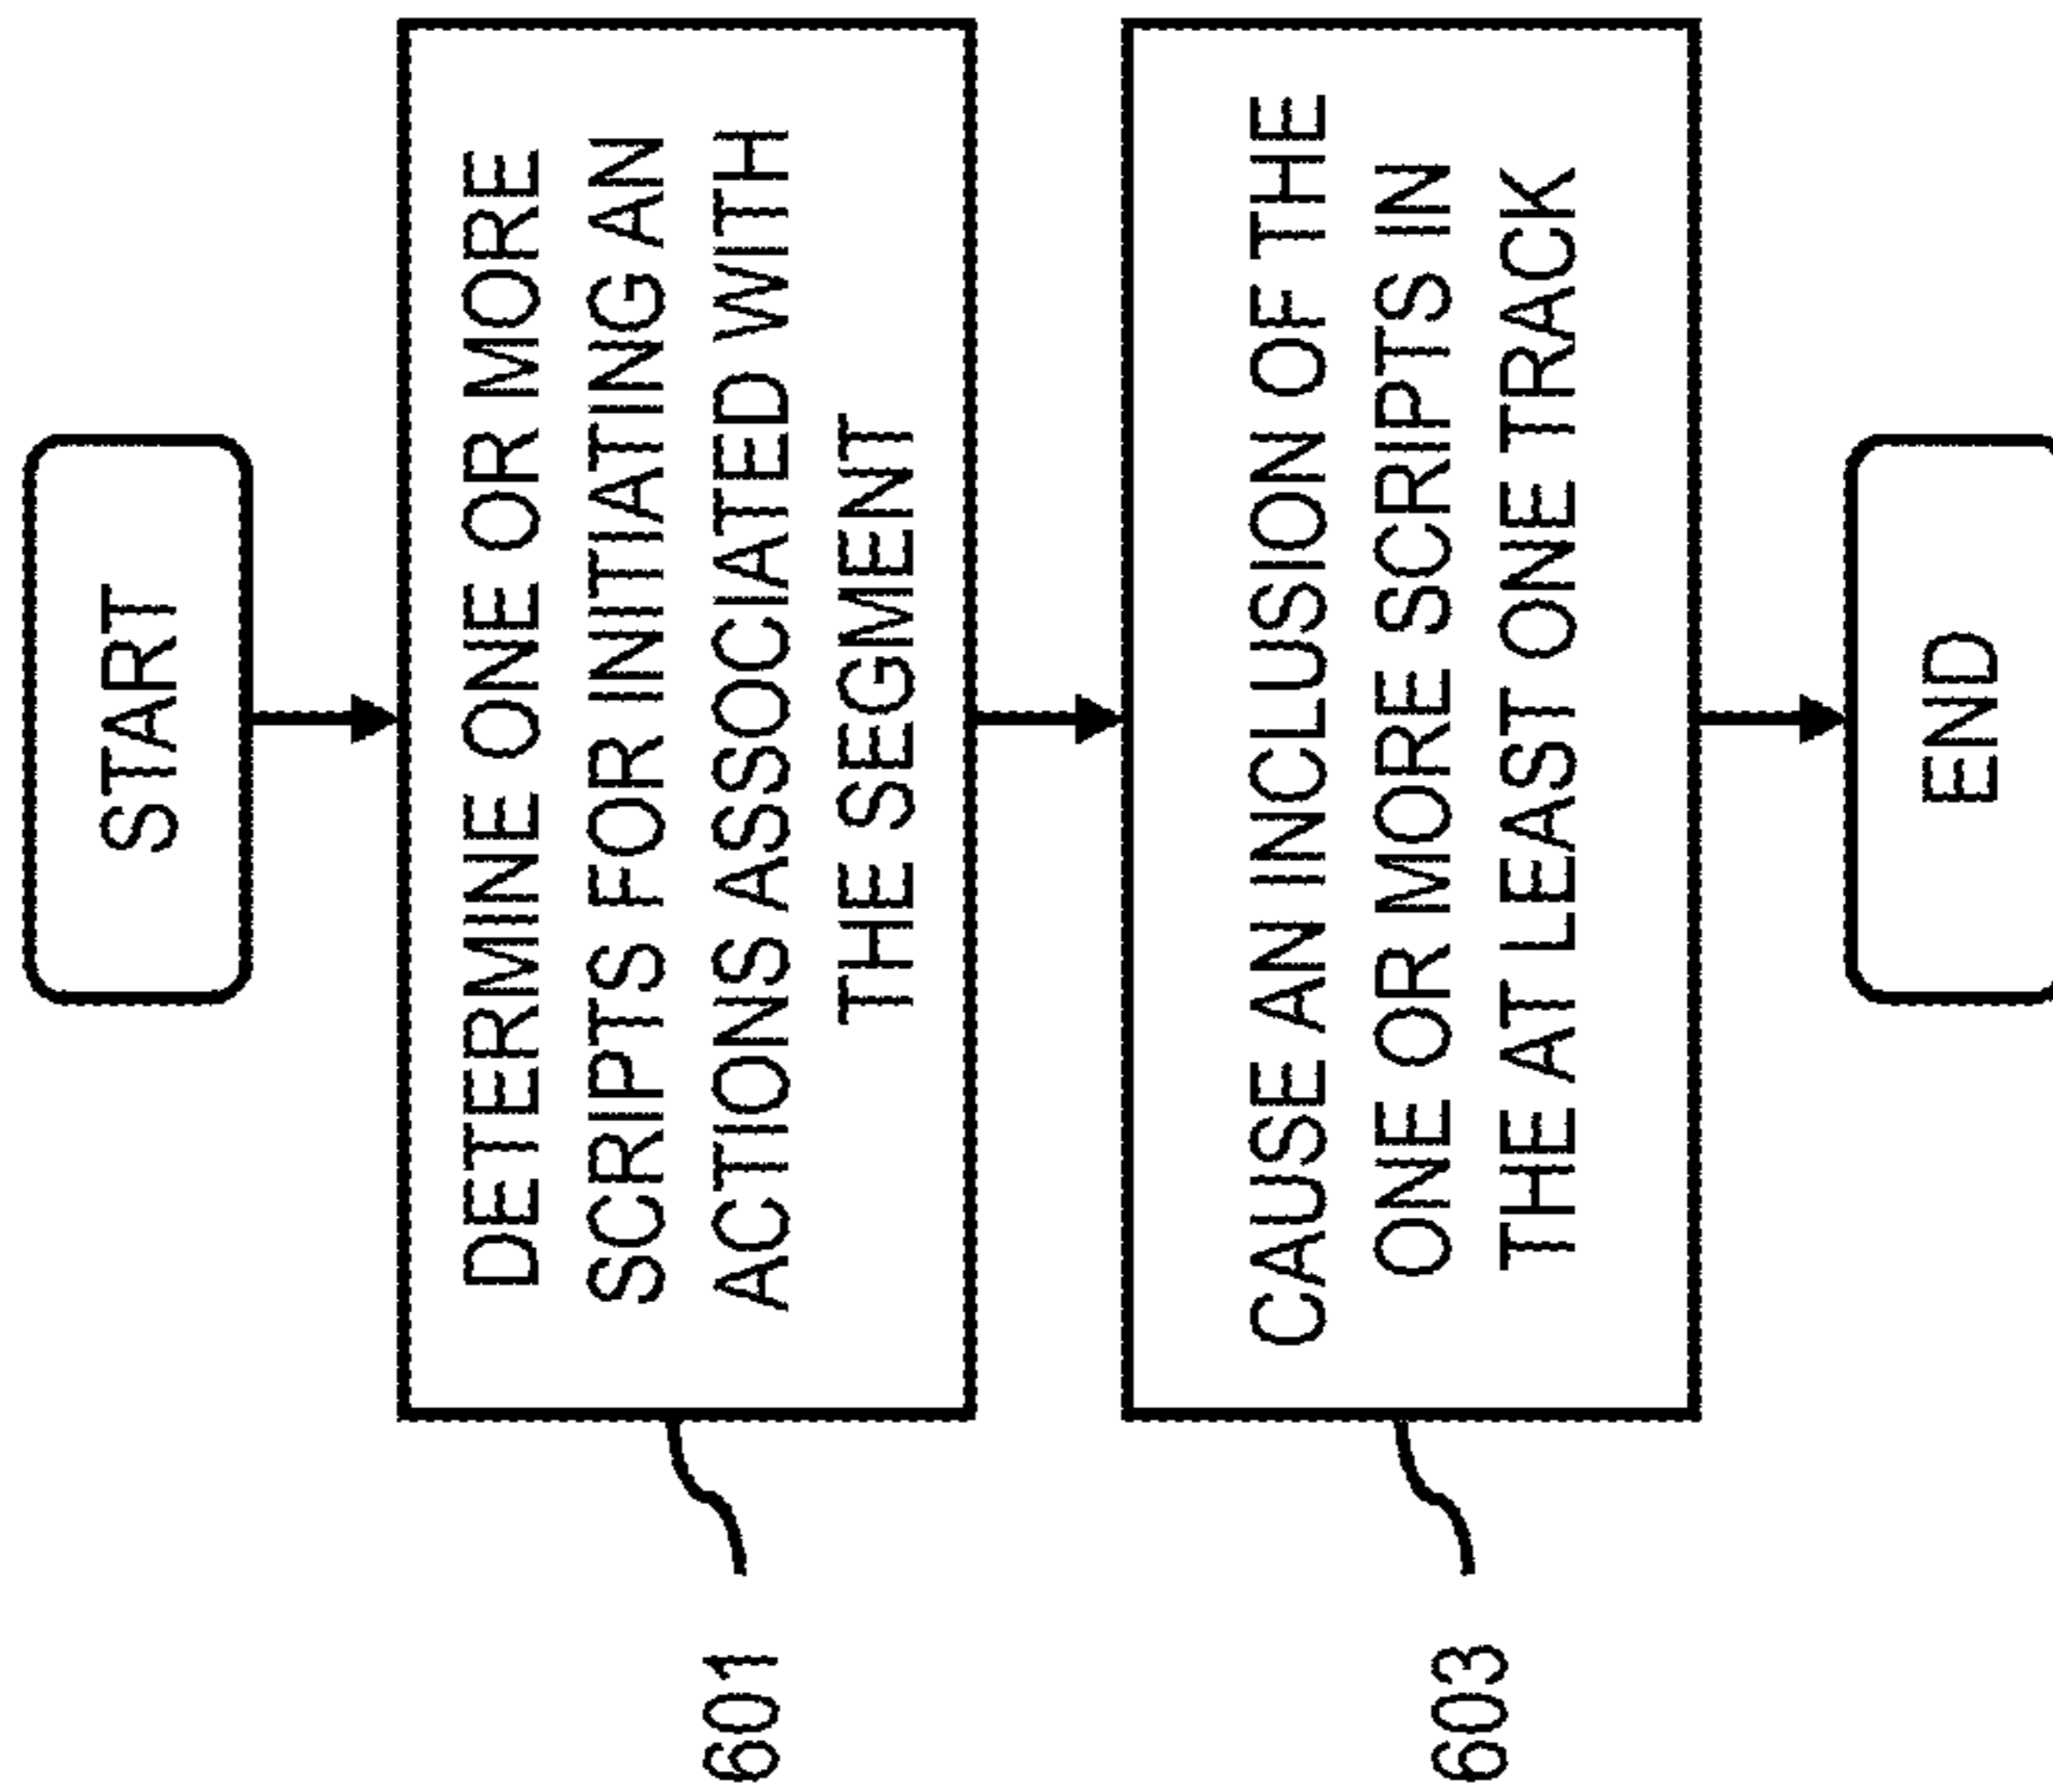 START
DETERMINE ONE OR MORE
SCRIPTS FOR INITIATING AN
ACTIONS ASSOCIATED WITH
THE SEGMENT
601
CAUSE AN INCLUSION OF THE
ONE OR MORE SCRIPTS IN
THE AT LEAST ONE TRACK
603
END